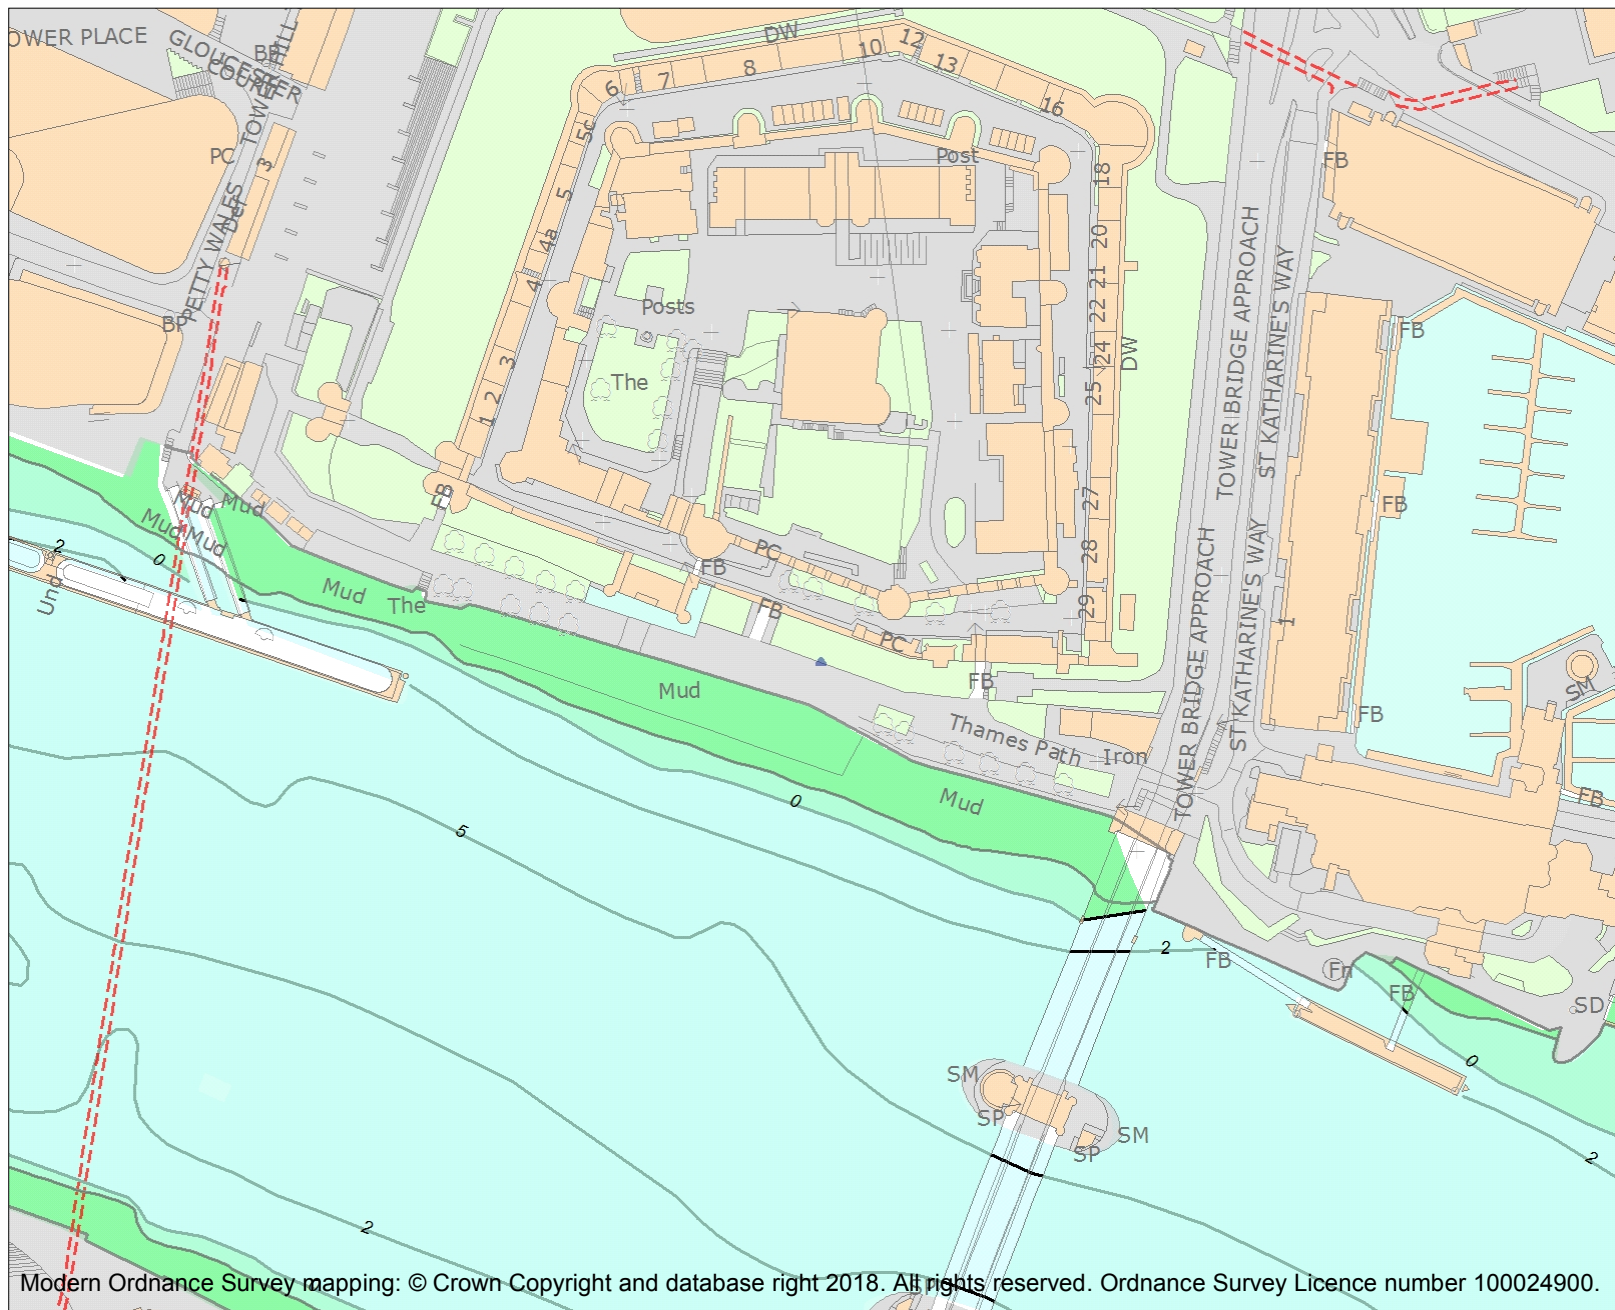 OWER PLACE
GLOUCESTER
COURT
BP
TOWER HILL
DW
10
12
13
8
7
6
16
5c
PC
3
Post
FB
18
5
PETTY WALES
Def
4a
20
TOWER BRIDGE APPROACH
ST KATHARINE'S WAY
4
21
Posts
22
BP
FB
24
DW
3
The
25
2
1
FB
27
FB
Mud
Mud
Mud
Mud
28
PC
2
0
FB
Und
Mud
The
FB
29
1
PC
TOWER BRIDGE APPROACH
ST KATHARINE'S WAY
FB
Mud
SM
FB
Thames Path
Iron
0
Mud
FB
5
2
FB
Fn
FB
SD
0
SM
SP
SM
SP
2
2
Modern Ordnance Survey mapping: © Crown Copyright and database right 2018. All rights reserved. Ordnance Survey Licence number 100024900.